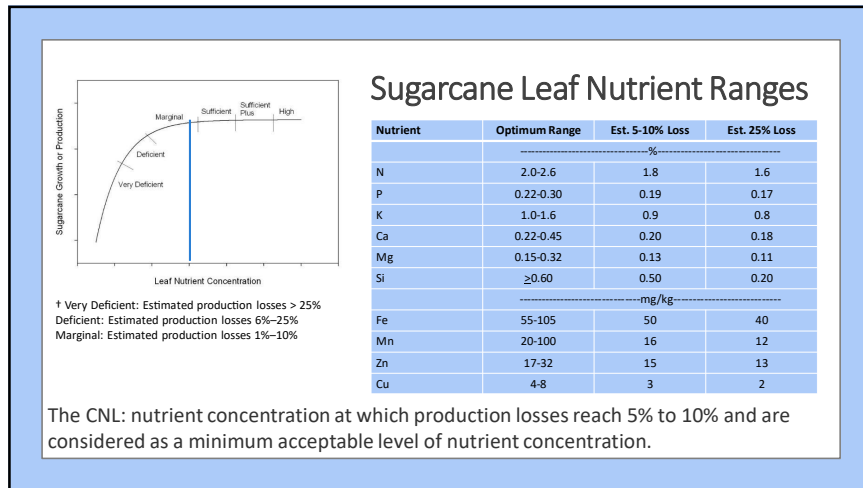 Sugarcane Leaf Nutrient Ranges
Sugarcane Growth or Production
Marginal
Sufficient
Sufficient
Plus
High
Deficient
Very Deficient
Leaf Nutrient Concentration
† Very Deficient: Estimated production losses > 25%
Deficient: Estimated production losses 6%–25%
Marginal: Estimated production losses 1%–10%
Nutrient Optimum Range Est. 5-10% Loss Est. 25% Loss
---------------------------------%--------------------------------
N 2.0-2.6 1.8 1.6
P 0.22-0.30 0.19 0.17
K 1.0-1.6 0.9 0.8
Ca 0.22-0.45 0.20 0.18
Mg 0.15-0.32 0.13 0.11
Si ≥0.60 0.50 0.20
-------------------------------mg/kg----------------------------
Fe 55-105 50 40
Mn 20-100 16 12
Zn 17-32 15 13
Cu 4-8 3 2
The CNL: nutrient concentration at which production losses reach 5% to 10% and are
considered as a minimum acceptable level of nutrient concentration.